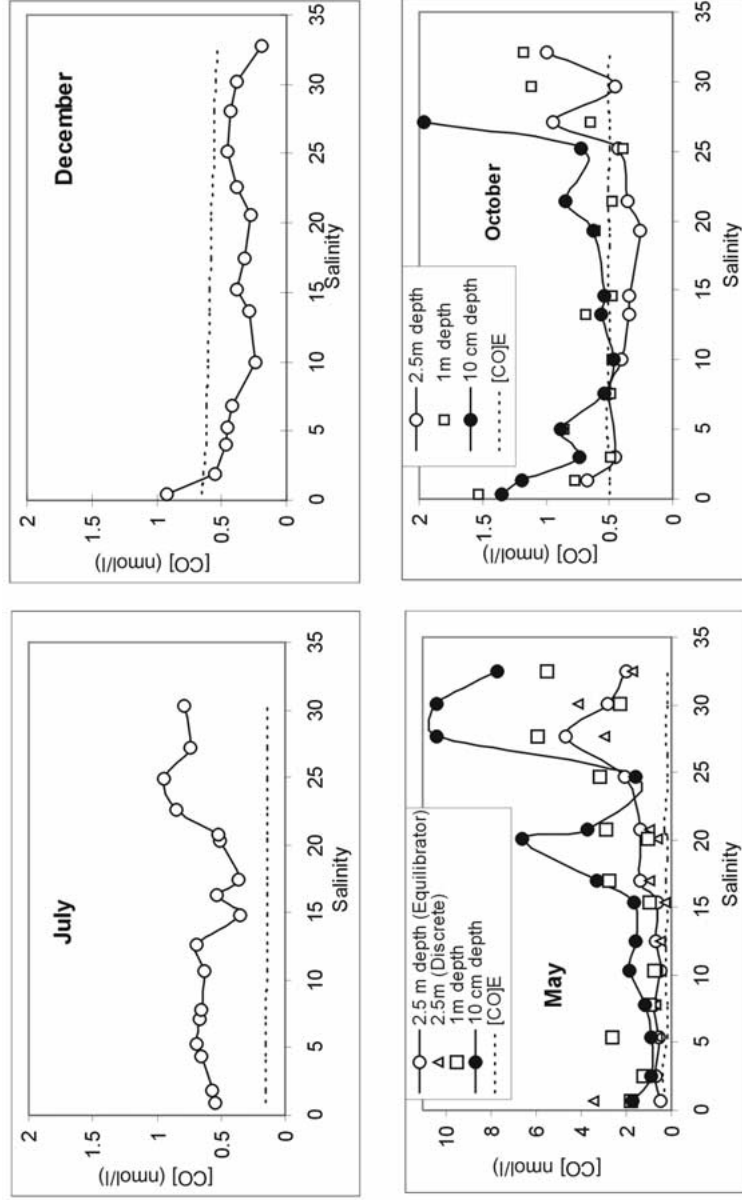 July
[CO] (nmol/l)
2
1.5
1
0.5
0
0 5 10 15 20 25 30 35
Salinity
December
[CO] (nmol/l)
2
1.5
1
0.5
0
0 5 10 15 20 25 30 35
Salinity
May
2.5 m depth (Equilibrator)
2.5m (Discrete)
1m depth
10 cm depth
[CO]E
[CO] nmol/l)
10
8
6
4
2
0
0 5 10 15 20 25 30 35
Salinity
October
2.5m depth
1m depth
10 cm depth
[CO]E
[CO] (nmol/l)
2
1.5
1
0.5
0
0 5 10 15 20 25 30 35
Salinity